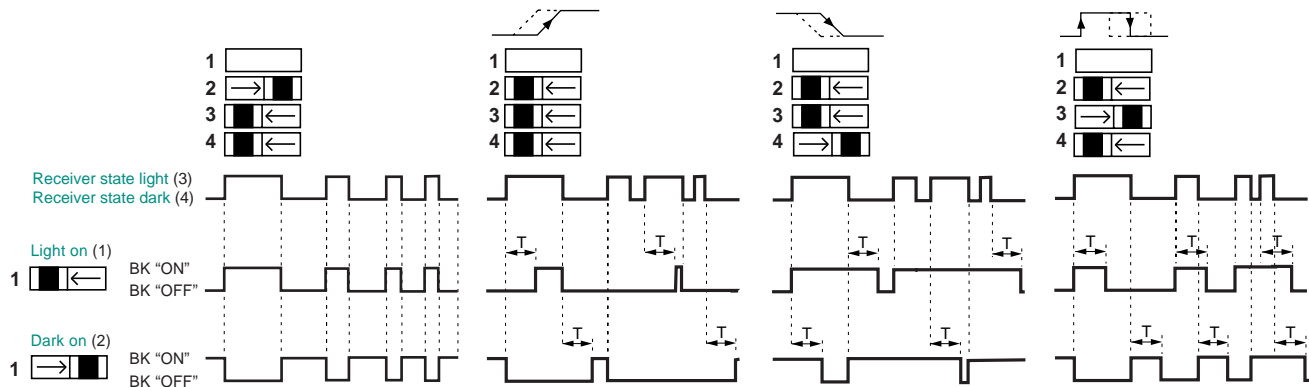 1 1 1 1
2 2 2 2
3 3 3 3
4 4 4 4
Receiver state light (3)
Receiver state dark (4)
Light on (1)
T T T T T T T
1 BK “ON”
BK “OFF”
Dark on (2)
T T T T T T T
1 BK “ON”
BK “OFF”